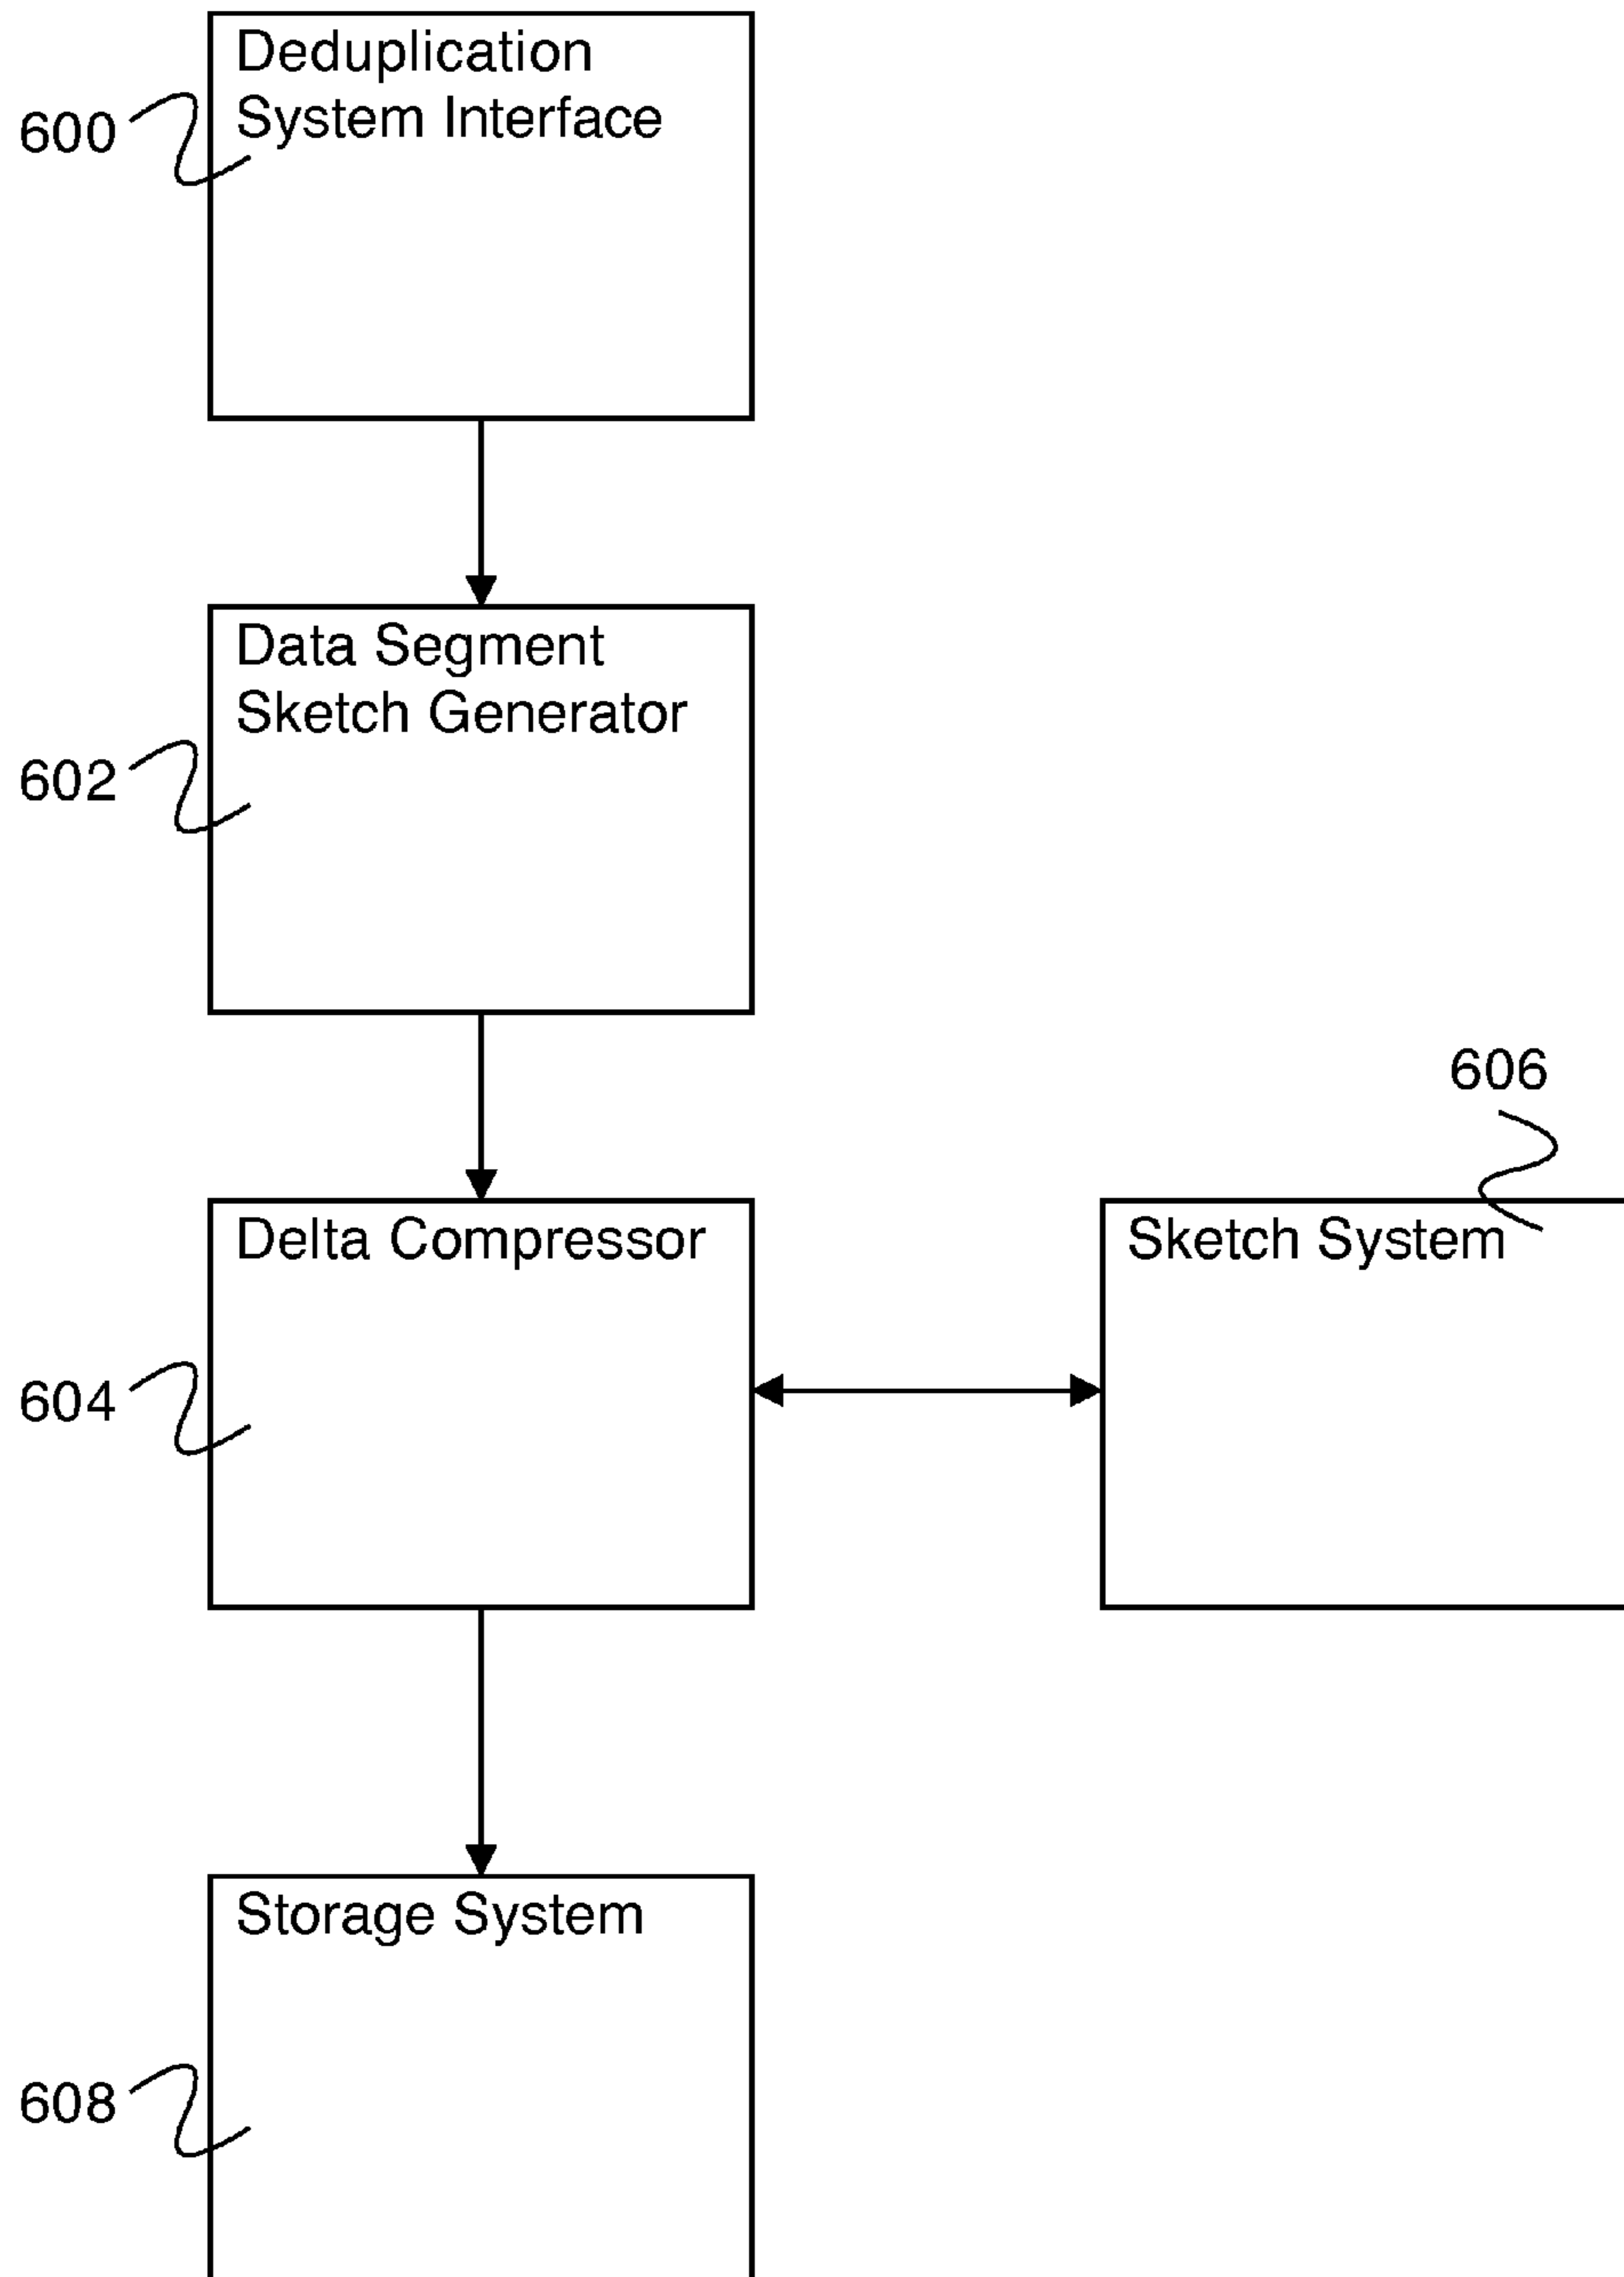 Deduplication
System Interface
600
Data Segment
Sketch Generator
602
606
Delta Compressor
Sketch System
604
Storage System
608